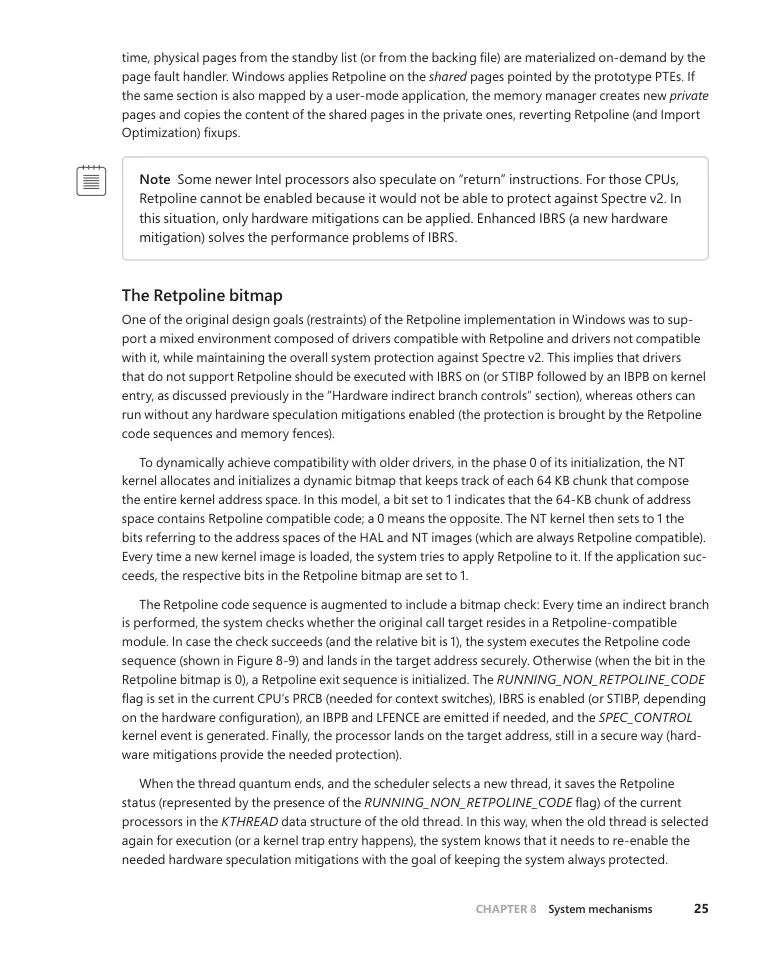 time, physical pages from the standby list (or from the backing file) are materialized on-demand by the
page fault handler. Windows applies Retpoline on the shared pages pointed by the prototype PTEs. If
the same section is also mapped by a user-mode application, the memory manager creates new private
pages and copies the content of the shared pages in the private ones, reverting Retpoline (and Import
Optimization) fixups.
Note Some newer Intel processors also speculate on “return” instructions. For those CPUs,
Retpoline cannot be enabled because it would not be able to protect against Spectre v2. In
this situation, only hardware mitigations can be applied. Enhanced IBRS (a new hardware
mitigation) solves the performance problems of IBRS.
The Retpoline bitmap
One of the original design goals (restraints) of the Retpoline implementation in Windows was to sup-
port a mixed environment composed of drivers compatible with Retpoline and drivers not compatible
with it, while maintaining the overall system protection against Spectre v2. This implies that drivers
that do not support Retpoline should be executed with IBRS on (or STIBP followed by an IBPB on kernel
entry, as discussed previously in the “Hardware indirect branch controls” section), whereas others can
run without any hardware speculation mitigations enabled (the protection is brought by the Retpoline
code sequences and memory fences).
To dynamically achieve compatibility with older drivers, in the phase 0 of its initialization, the NT
kernel allocates and initializes a dynamic bitmap that keeps track of each 64 KB chunk that compose
the entire kernel address space. In this model, a bit set to 1 indicates that the 64-KB chunk of address
space contains Retpoline compatible code; a 0 means the opposite. The NT kernel then sets to 1 the
bits referring to the address spaces of the HAL and NT images (which are always Retpoline compatible).
Every time a new kernel image is loaded, the system tries to apply Retpoline to it. If the application suc-
ceeds, the respective bits in the Retpoline bitmap are set to 1.
The Retpoline code sequence is augmented to include a bitmap check: Every time an indirect branch
is performed, the system checks whether the original call target resides in a Retpoline-compatible
module. In case the check succeeds (and the relative bit is 1), the system executes the Retpoline code
sequence (shown in Figure 8-9) and lands in the target address securely. Otherwise (when the bit in the
Retpoline bitmap is 0), a Retpoline exit sequence is initialized. The RUNNING_NON_RETPOLINE_CODE
flag is set in the current CPU’s PRCB (needed for context switches), IBRS is enabled (or STIBP, depending
on the hardware configuration), an IBPB and LFENCE are emitted if needed, and the SPEC_CONTROL
kernel event is generated. Finally, the processor lands on the target address, still in a secure way (hard-
ware mitigations provide the needed protection).
When the thread quantum ends, and the scheduler selects a new thread, it saves the Retpoline
status (represented by the presence of the RUNNING_NON_RETPOLINE_CODE flag) of the current
processors in the KTHREAD data structure of the old thread. In this way, when the old thread is selected
again for execution (or a kernel trap entry happens), the system knows that it needs to re-enable the
needed hardware speculation mitigations with the goal of keeping the system always protected.
CHAPTER 8 System mechanisms 25